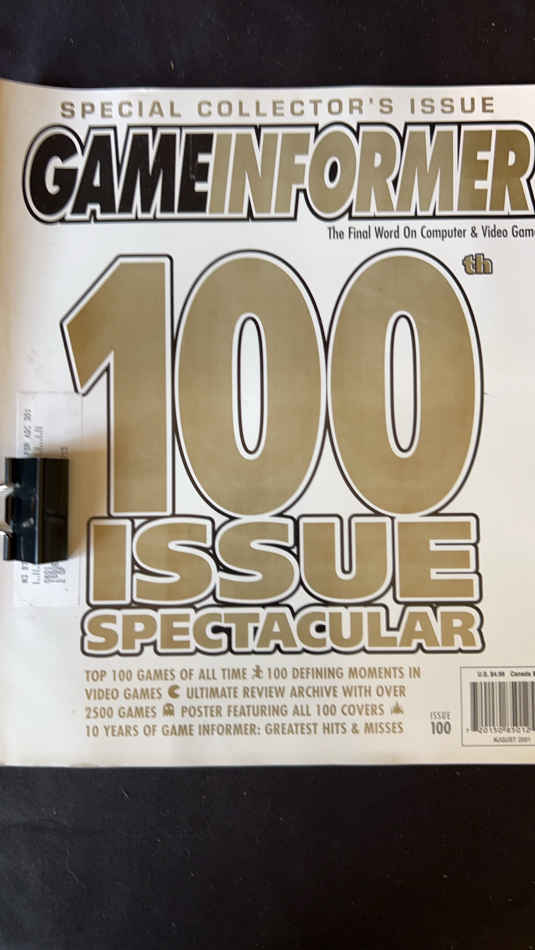 SPECIAL COLLECTOR'S ISSUE
GAMEINFORMER
The Final Word On Computer & Video
100th
ISSUE
SPECTACULAR
TOP 100 GAMES OF ALL TIME 100 DEFINING MOMENTS IN
VIDEO GAMES ULTIMATE REVIEW ARCHIVE WITH OVER
2500 GAMES POSTER FEATURING ALL 100 COVERS
10 YEARS OF GAME INFORMER: GREATEST HITS & MISSES
ISSUE
100
U.S. $4.99 Canada
AUGUST 2001